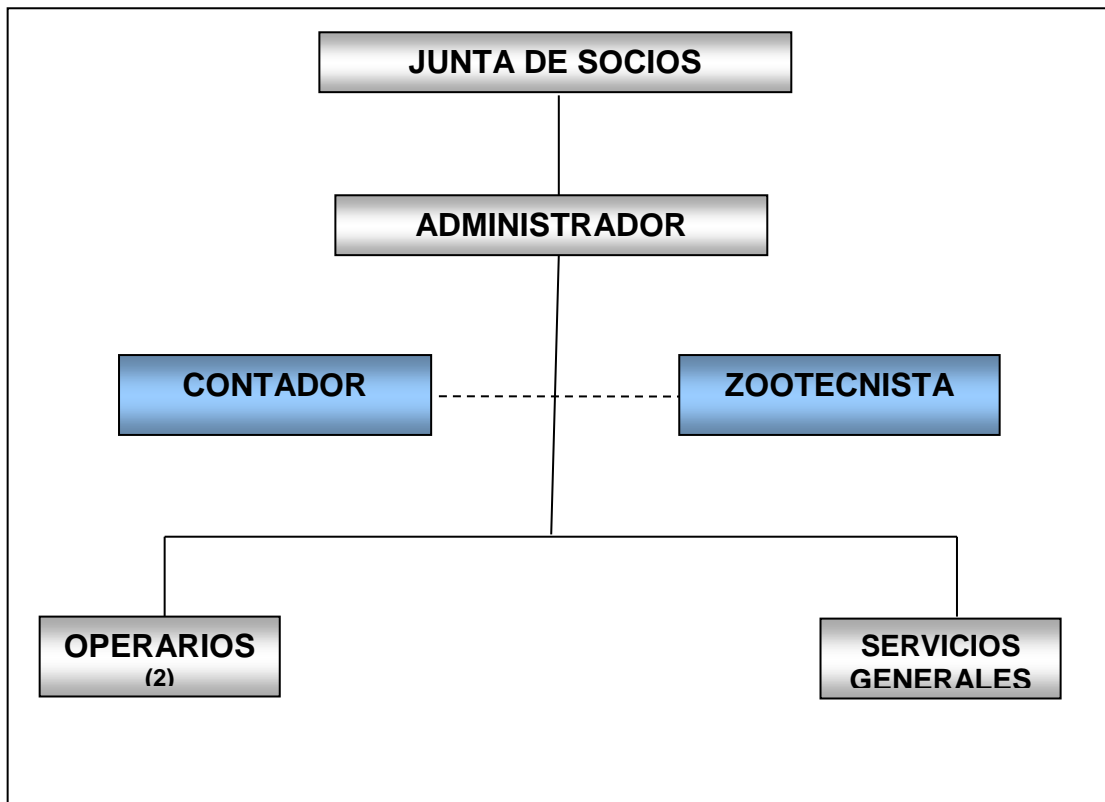 JUNTA DE SOCIOS
ADMINISTRADOR
CONTADOR
ZOOTECNISTA
OPERARIOS
(2)
SERVICIOS
GENERALES